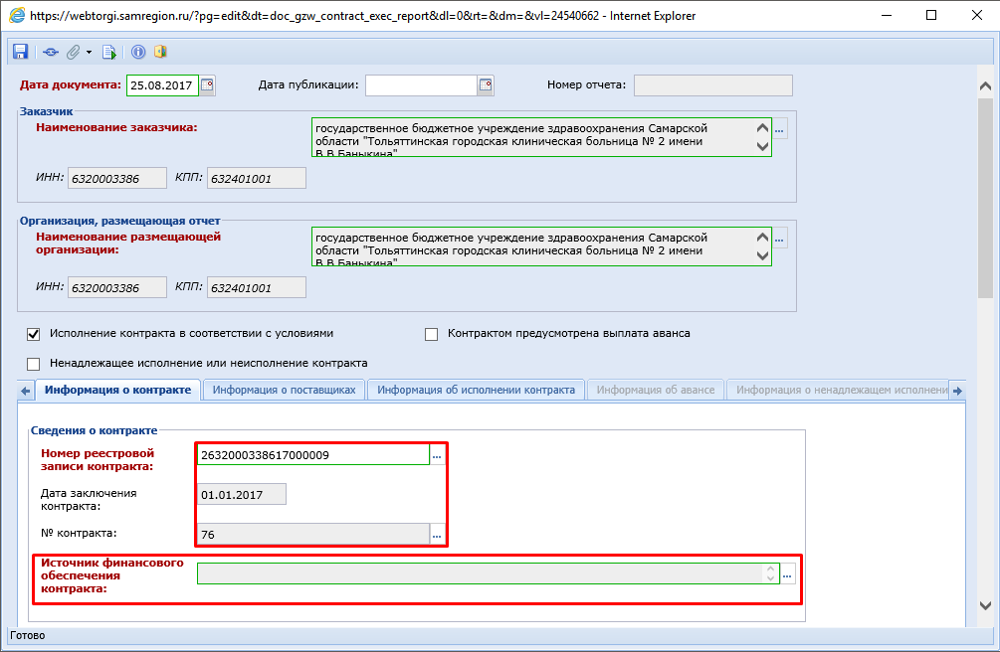 https://webtorgi.samregion.ru/?pg=edit&dt=doc_gzw_contract_exec_report&dl=0&rt=&dm=&vl=24540662 - Internet Explorer
Дата документа: 25.08.2017 Дата публикации: Номер отчета:
Заказчик
Наименование заказчика:
государственное бюджетное учреждение здравоохранения Самарской
области "Тольяттинская городская клиническая больница № 2 имени
В.В.Баныкина"
...
ИНН: 6320003386 КПП: 632401001
Организация, размещающая отчет
Наименование размещающей
организации:
государственное бюджетное учреждение здравоохранения Самарской
области "Тольяттинская городская клиническая больница № 2 имени
В.В.Баныкина"
...
ИНН: 6320003386 КПП: 632401001
Исполнение контракта в соответствии с условиями Контрактом предусмотрена выплата аванса
Ненадлежащее исполнение или неисполнение контракта
Информация о контракте Информация о поставщиках Информация об исполнении контракта Информация об авансе Информация о ненадлежащем исполнени
Сведения о контракте
Номер реестровой
записи контракта:
2632000338617000009 ...
Дата заключения
контракта:
01.01.2017
№ контракта: 76 ...
Источник финансового
обеспечения
контракта:
...
Готово